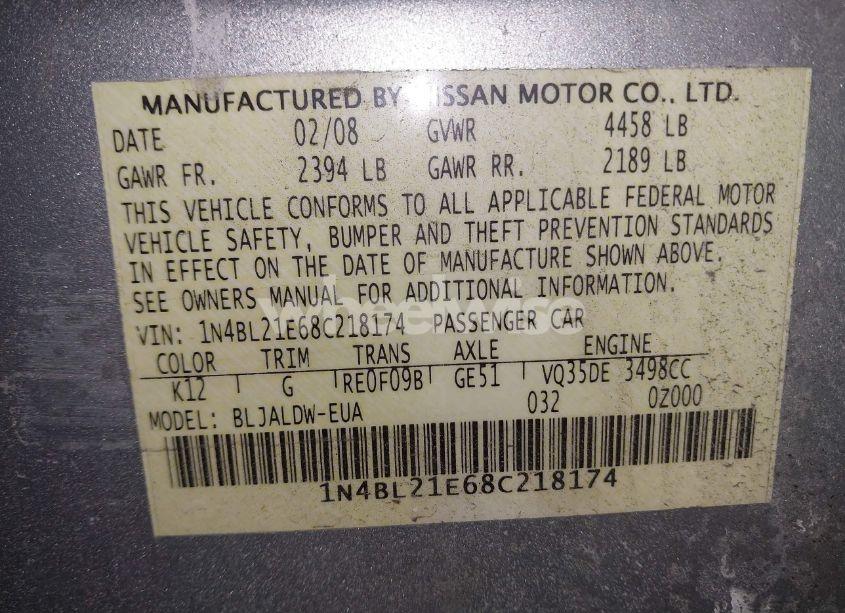 MANUFACTURED BY NISSAN MOTOR CO., LTD.
DATE 02/08 GVWR 4458 LB
GAWR FR. 2394 LB GAWR RR. 2189 LB
THIS VEHICLE CONFORMS TO ALL APPLICABLE FEDERAL MOTOR
VEHICLE SAFETY, BUMPER AND THEFT PREVENTION STANDARDS
IN EFFECT ON THE DATE OF MANUFACTURE SHOWN ABOVE.
SEE OWNERS MANUAL FOR ADDITIONAL INFORMATION.
wheelwise
VIN: 1N4BL21E68C218174 PASSENGER CAR
COLOR TRIM TRANS AXLE ENGINE
K12 G RE0F09B GE51 VQ35DE 3498CC
MODEL: BLJALDW-EUA 032 0Z000
1N4BL21E68C218174